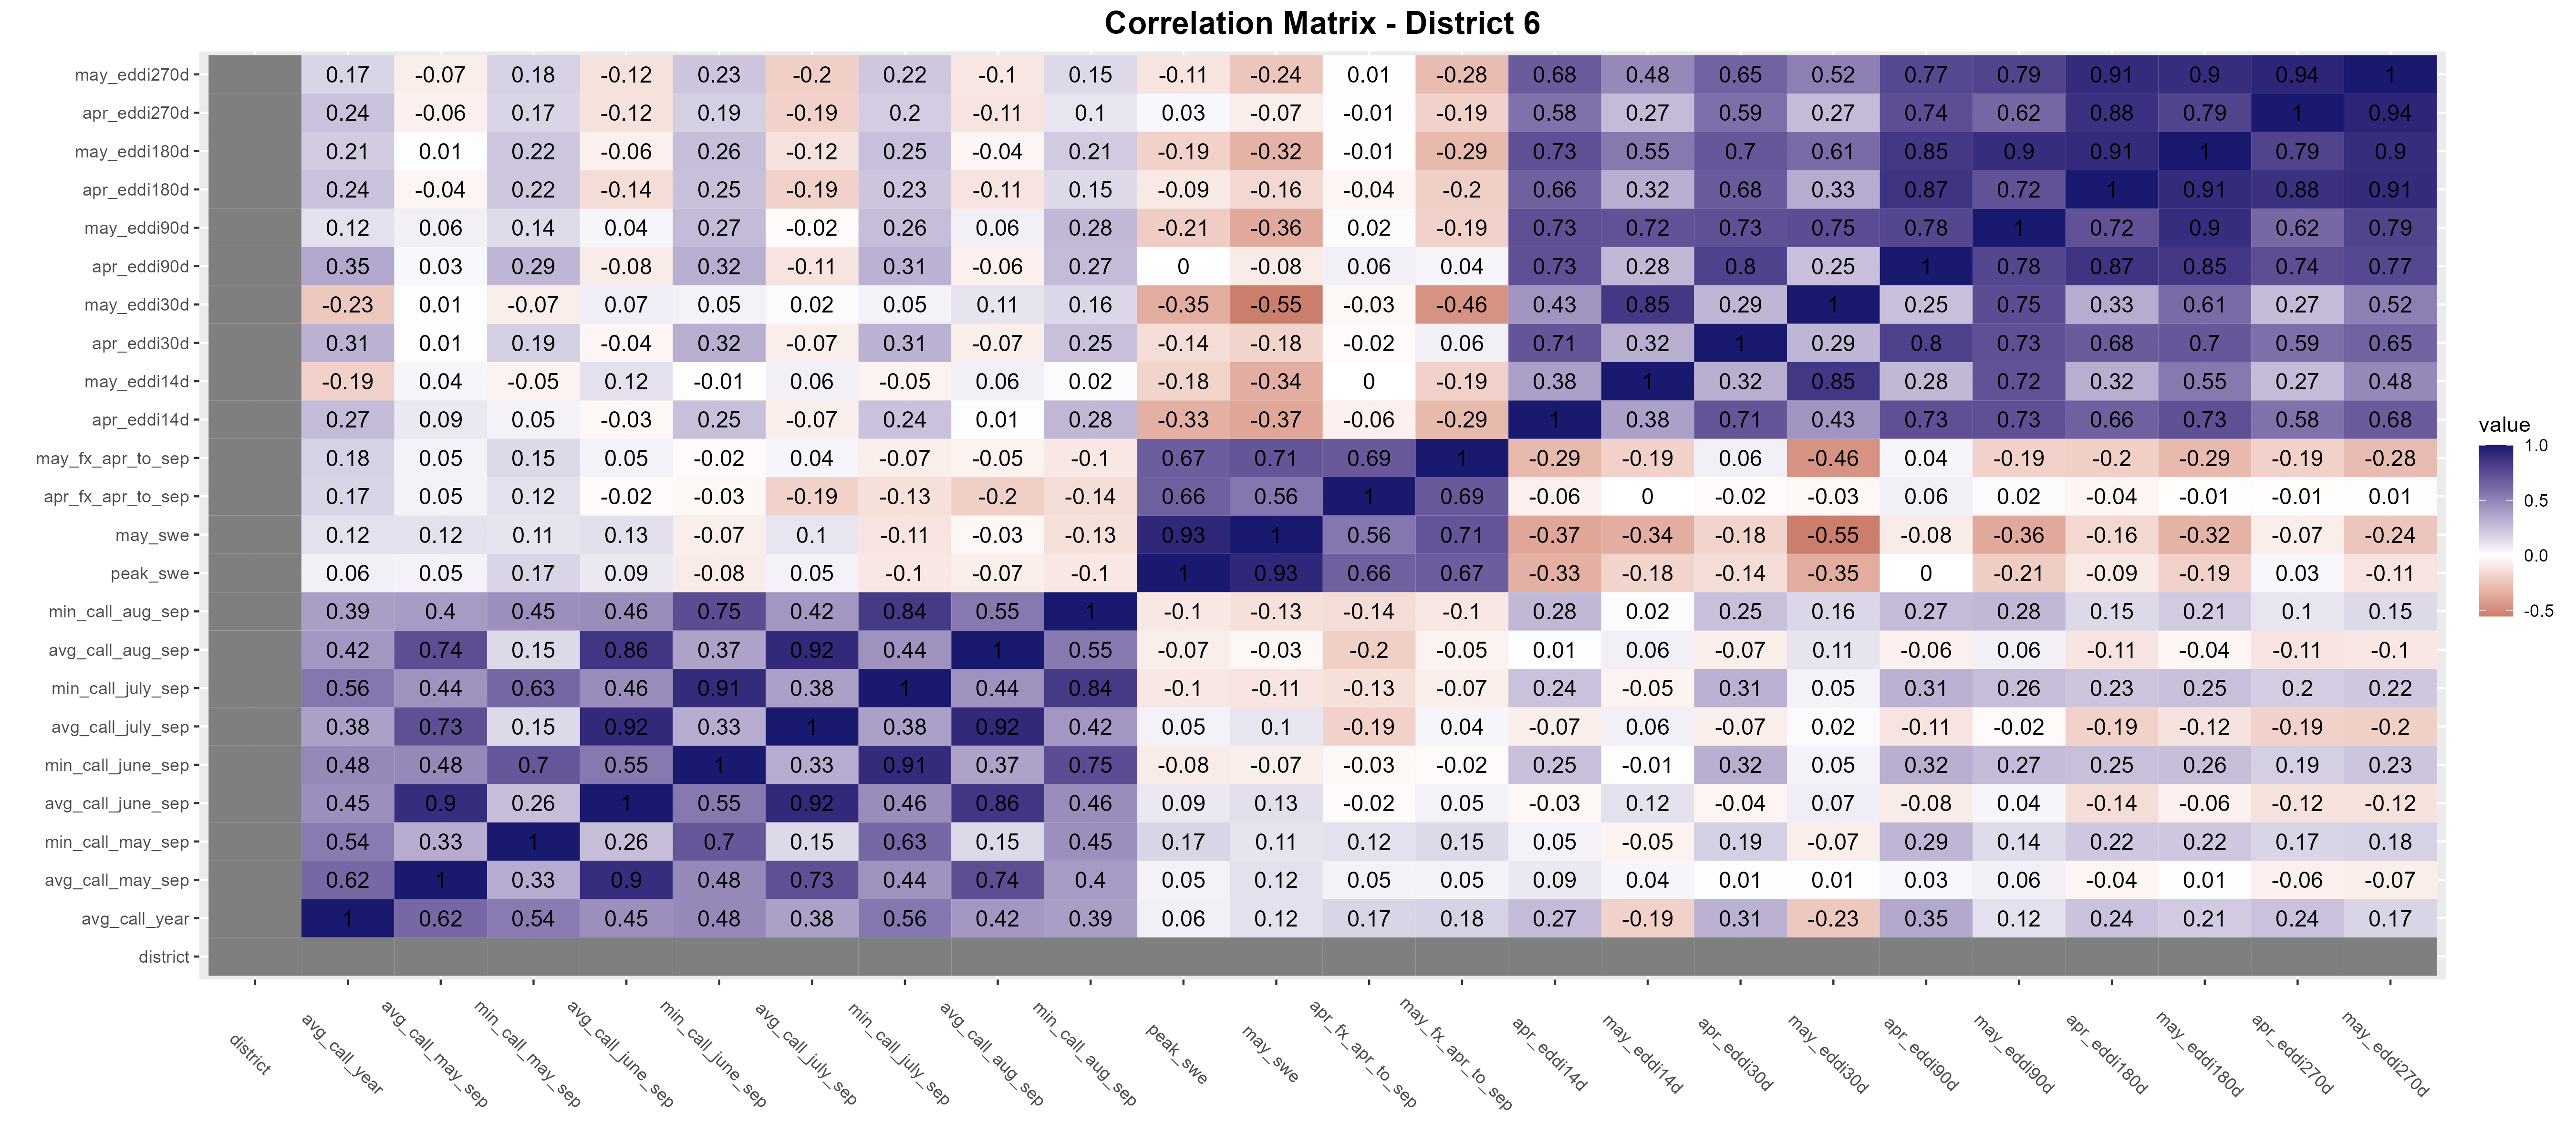 Correlation Matrix - District 6
may_eddi270d 0.17 -0.07 0.18 -0.12 0.23 -0.2 0.22 -0.1 0.15 -0.11 -0.24 0.01 -0.28 0.68 0.48 0.65 0.52 0.77 0.79 0.91 0.9 0.94 1
apr_eddi270d 0.24 -0.06 0.17 -0.12 0.19 -0.19 0.2 -0.11 0.1 0.03 -0.07 -0.01 -0.19 0.58 0.27 0.59 0.27 0.74 0.62 0.88 0.79 1 0.94
may_eddi180d 0.21 0.01 0.22 -0.06 0.26 -0.12 0.25 -0.04 0.21 -0.19 -0.32 -0.01 -0.29 0.73 0.55 0.7 0.61 0.85 0.9 0.91 1 0.79 0.9
apr_eddi180d 0.24 -0.04 0.22 -0.14 0.25 -0.19 0.23 -0.11 0.15 -0.09 -0.16 -0.04 -0.2 0.66 0.32 0.68 0.33 0.87 0.72 1 0.91 0.88 0.91
may_eddi90d 0.12 0.06 0.14 0.04 0.27 -0.02 0.26 0.06 0.28 -0.21 -0.36 0.02 -0.19 0.73 0.72 0.73 0.75 0.78 1 0.72 0.9 0.62 0.79
apr_eddi90d 0.35 0.03 0.29 -0.08 0.32 -0.11 0.31 -0.06 0.27 0 -0.08 0.06 0.04 0.73 0.28 0.8 0.25 1 0.78 0.87 0.85 0.74 0.77
may_eddi30d -0.23 0.01 -0.07 0.07 0.05 0.02 0.05 0.11 0.16 -0.35 -0.55 -0.03 -0.46 0.43 0.85 0.29 1 0.25 0.75 0.33 0.61 0.27 0.52
apr_eddi30d 0.31 0.01 0.19 -0.04 0.32 -0.07 0.31 -0.07 0.25 -0.14 -0.18 -0.02 0.06 0.71 0.32 1 0.29 0.8 0.73 0.68 0.7 0.59 0.65
may_eddi14d -0.19 0.04 -0.05 0.12 -0.01 0.06 -0.05 0.06 0.02 -0.18 -0.34 0 -0.19 0.38 1 0.32 0.85 0.28 0.72 0.32 0.55 0.27 0.48
apr_eddi14d 0.27 0.09 0.05 -0.03 0.25 -0.07 0.24 0.01 0.28 -0.33 -0.37 -0.06 -0.29 1 0.38 0.71 0.43 0.73 0.73 0.66 0.73 0.58 0.68
may_fx_apr_to_sep 0.18 0.05 0.15 0.05 -0.02 0.04 -0.07 -0.05 -0.1 0.67 0.71 0.69 1 -0.29 -0.19 0.06 -0.46 0.04 -0.19 -0.2 -0.29 -0.19 -0.28
apr_fx_apr_to_sep 0.17 0.05 0.12 -0.02 -0.03 -0.19 -0.13 -0.2 -0.14 0.66 0.56 1 0.69 -0.06 0 -0.02 -0.03 0.06 0.02 -0.04 -0.01 -0.01 0.01
may_swe 0.12 0.12 0.11 0.13 -0.07 0.1 -0.11 -0.03 -0.13 0.93 1 0.56 0.71 -0.37 -0.34 -0.18 -0.55 -0.08 -0.36 -0.16 -0.32 -0.07 -0.24
peak_swe 0.06 0.05 0.17 0.09 -0.08 0.05 -0.1 -0.07 -0.1 1 0.93 0.66 0.67 -0.33 -0.18 -0.14 -0.35 0 -0.21 -0.09 -0.19 0.03 -0.11
min_call_aug_sep 0.39 0.4 0.45 0.46 0.75 0.42 0.84 0.55 1 -0.1 -0.13 -0.14 -0.1 0.28 0.02 0.25 0.16 0.27 0.28 0.15 0.21 0.1 0.15
avg_call_aug_sep 0.42 0.74 0.15 0.86 0.37 0.92 0.44 1 0.55 -0.07 -0.03 -0.2 -0.05 0.01 0.06 -0.07 0.11 -0.06 0.06 -0.11 -0.04 -0.11 -0.1
min_call_july_sep 0.56 0.44 0.63 0.46 0.91 0.38 1 0.44 0.84 -0.1 -0.11 -0.13 -0.07 0.24 -0.05 0.31 0.05 0.31 0.26 0.23 0.25 0.2 0.22
avg_call_july_sep 0.38 0.73 0.15 0.92 0.33 1 0.38 0.92 0.42 0.05 0.1 -0.19 0.04 -0.07 0.06 -0.07 0.02 -0.11 -0.02 -0.19 -0.12 -0.19 -0.2
min_call_june_sep 0.48 0.48 0.7 0.55 1 0.33 0.91 0.37 0.75 -0.08 -0.07 -0.03 -0.02 0.25 -0.01 0.32 0.05 0.32 0.27 0.25 0.26 0.19 0.23
avg_call_june_sep 0.45 0.9 0.26 1 0.55 0.92 0.46 0.86 0.46 0.09 0.13 -0.02 0.05 -0.03 0.12 -0.04 0.07 -0.08 0.04 -0.14 -0.06 -0.12 -0.12
min_call_may_sep 0.54 0.33 1 0.26 0.7 0.15 0.63 0.15 0.45 0.17 0.11 0.12 0.15 0.05 -0.05 0.19 -0.07 0.29 0.14 0.22 0.22 0.17 0.18
avg_call_may_sep 0.62 1 0.33 0.9 0.48 0.73 0.44 0.74 0.4 0.05 0.12 0.05 0.05 0.09 0.04 0.01 0.01 0.03 0.06 -0.04 0.01 -0.06 -0.07
avg_call_year 1 0.62 0.54 0.45 0.48 0.38 0.56 0.42 0.39 0.06 0.12 0.17 0.18 0.27 -0.19 0.31 -0.23 0.35 0.12 0.24 0.21 0.24 0.17
district
district avg_call_year avg_call_may_sep min_call_may_sep avg_call_june_sep min_call_june_sep avg_call_july_sep min_call_july_sep avg_call_aug_sep min_call_aug_sep peak_swe may_swe apr_fx_apr_to_sep may_fx_apr_to_sep apr_eddi14d may_eddi14d apr_eddi30d may_eddi30d apr_eddi90d may_eddi90d apr_eddi180d may_eddi180d apr_eddi270d may_eddi270d
value
1.0
0.5
0.0
-0.5